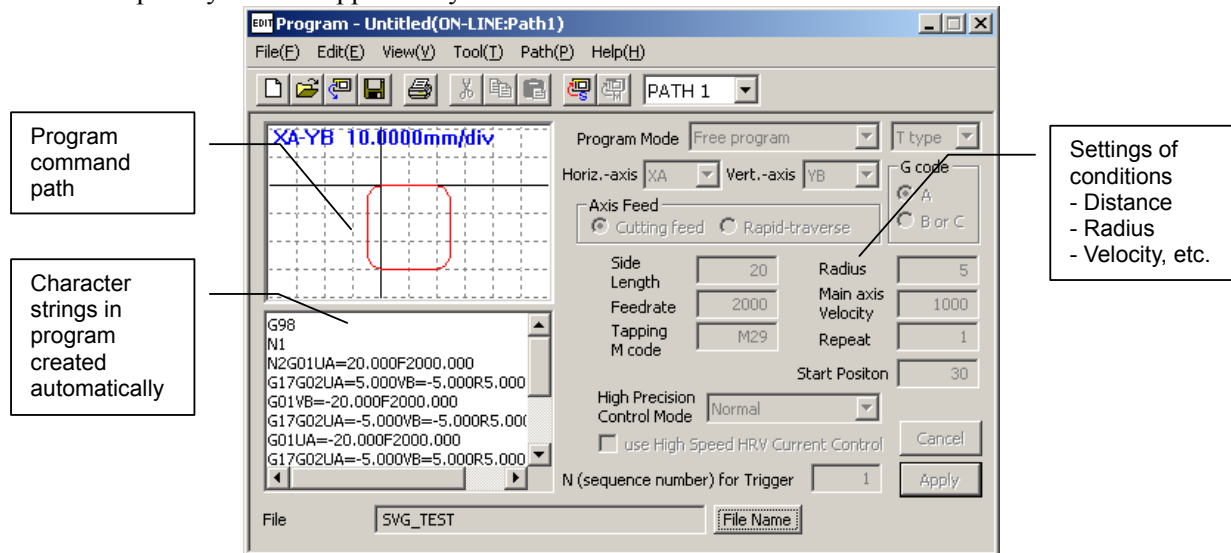 Program - Untitled(ON-LINE:Path1)
File(F) Edit(E) View(V) Tool(T) Path(P) Help(H)
PATH 1
Program
command
path
Character
strings in
program
created
automatically
XA-YB 10.0000mm/div
G98
N1
N2G01UA=20.000F2000.000
G17G02UA=5.000VB=-5.000R5.000
G01VB=-20.000F2000.000
G17G02UA=-5.000VB=-5.000R5.00(
G01UA=-20.000F2000.000
G17G02UA=-5.000VB=5.000R5.000
Program Mode Free program T type
Horiz.-axis XA Vert.-axis YB
G code
A
B or C
Axis Feed
Cutting feed Rapid-traverse
Side
Length 20 Radius 5
Feedrate 2000 Main axis
Velocity 1000
Tapping
M code M29 Repeat 1
Start Positon 30
High Precision
Control Mode Normal
use High Speed HRV Current Control
Cancel
N (sequence number) for Trigger 1 Apply
File SVG_TEST File Name
Settings of
conditions
- Distance
- Radius
- Velocity, etc.